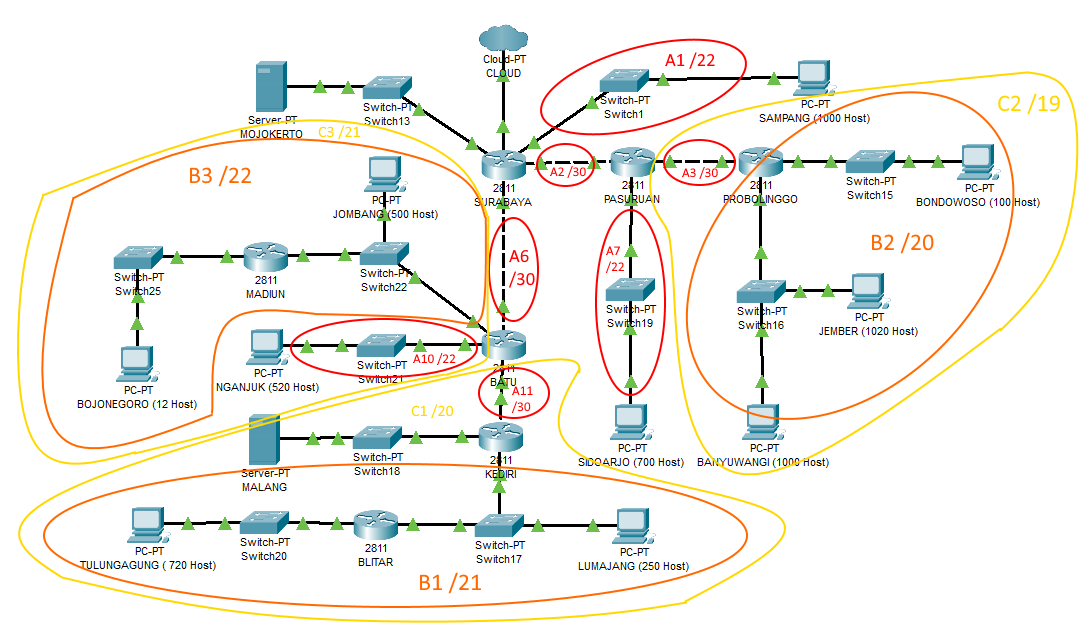 Cloud-PT
CLOUD
Server-PT
MOJOKERTO
Switch-PT
Switch13
A1 /22
Switch-PT
Switch1
PC-PT
SAMPANG (1000 Host)
C2 /19
C3 /21
B3 /22
PC-PT
JOMBANG (500 Host)
2811
SURABAYA
A2 /30
2811
PASURUAN
A3 /30
2811
PROBOLINGGO
Switch-PT
Switch15
PC-PT
BONDOWOSO (100 Host)
B2 /20
Switch-PT
Switch25
2811
MADIUN
Switch-PT
Switch22
A6
/30
A7
/22
Switch-PT
Switch19
Switch-PT
Switch16
PC-PT
JEMBER (1020 Host)
PC-PT
BOJONEGORO (12 Host)
PC-PT
NGANJUK (520 Host)
A10 /22
Switch-PT
Switch21
2811
BATU
A11
/30
C1 /20
Server-PT
MALANG
Switch-PT
Switch18
2811
KEDIRI
PC-PT
SIDOARJO (700 Host)
PC-PT
BANYUWANGI (1000 Host)
PC-PT
TULUNGAGUNG ( 720 Host)
Switch-PT
Switch20
2811
BLITAR
Switch-PT
Switch17
PC-PT
LUMAJANG (250 Host)
B1 /21